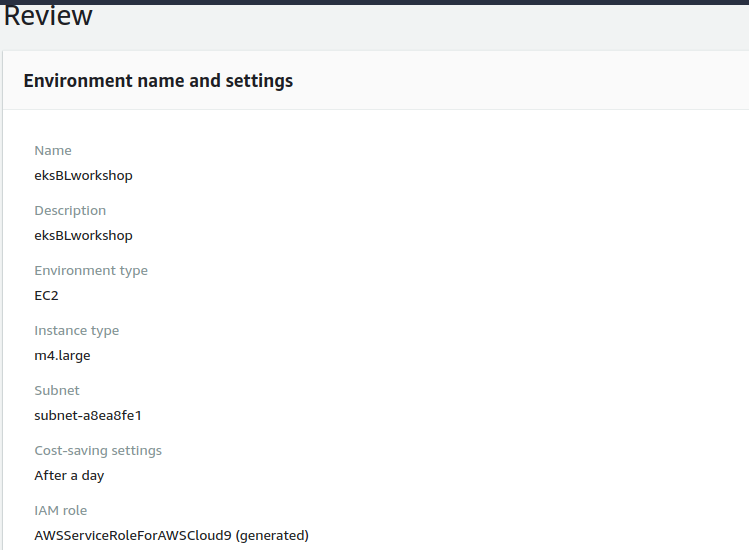 Review
Environment name and settings
Name
eksBLworkshop
Description
eksBLworkshop
Environment type
EC2
Instance type
m4.large
Subnet
subnet-a8ea8fe1
Cost-saving settings
After a day
IAM role
AWSServiceRoleForAWSCloud9 (generated)